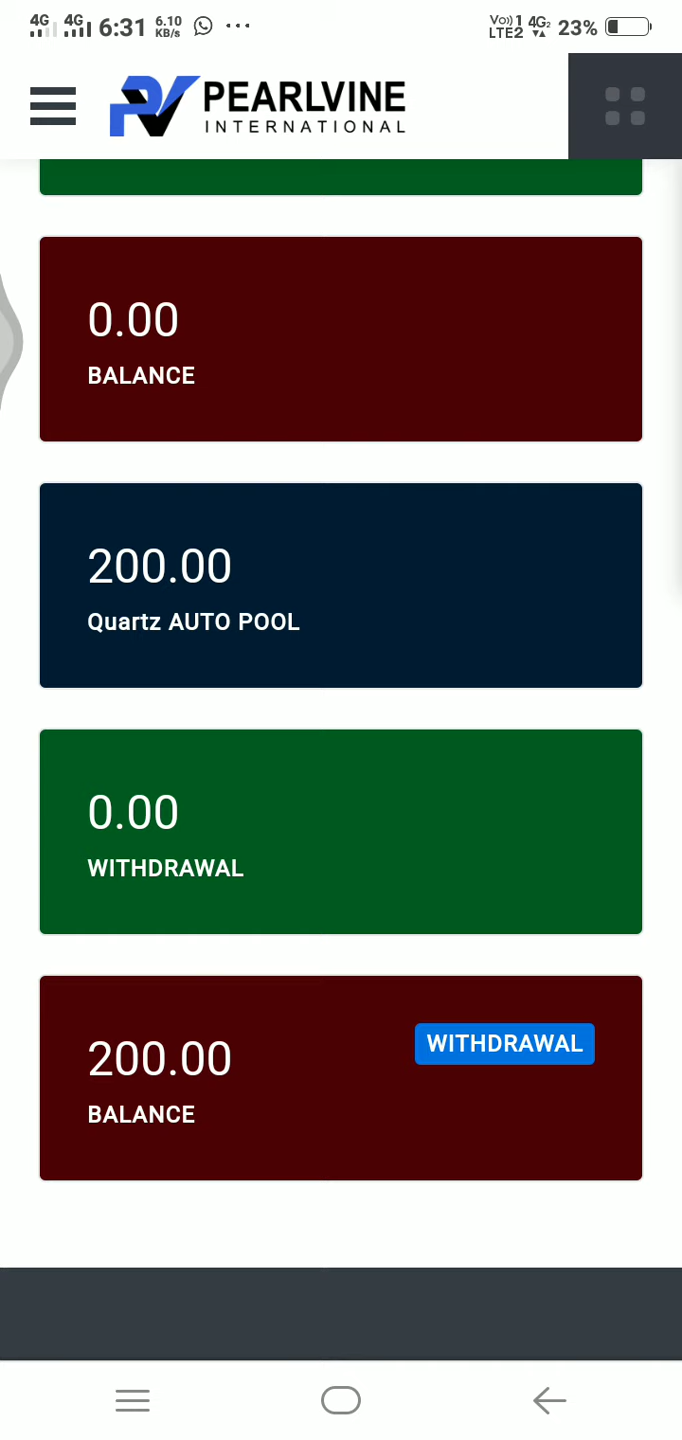 4G 4G 6:31 6.10 KB/s ... Vo)) 1 4G2 LTE2 23%
PEARLVINE
INTERNATIONAL
0.00
BALANCE
200.00
Quartz AUTO POOL
0.00
WITHDRAWAL
200.00
WITHDRAWAL
BALANCE